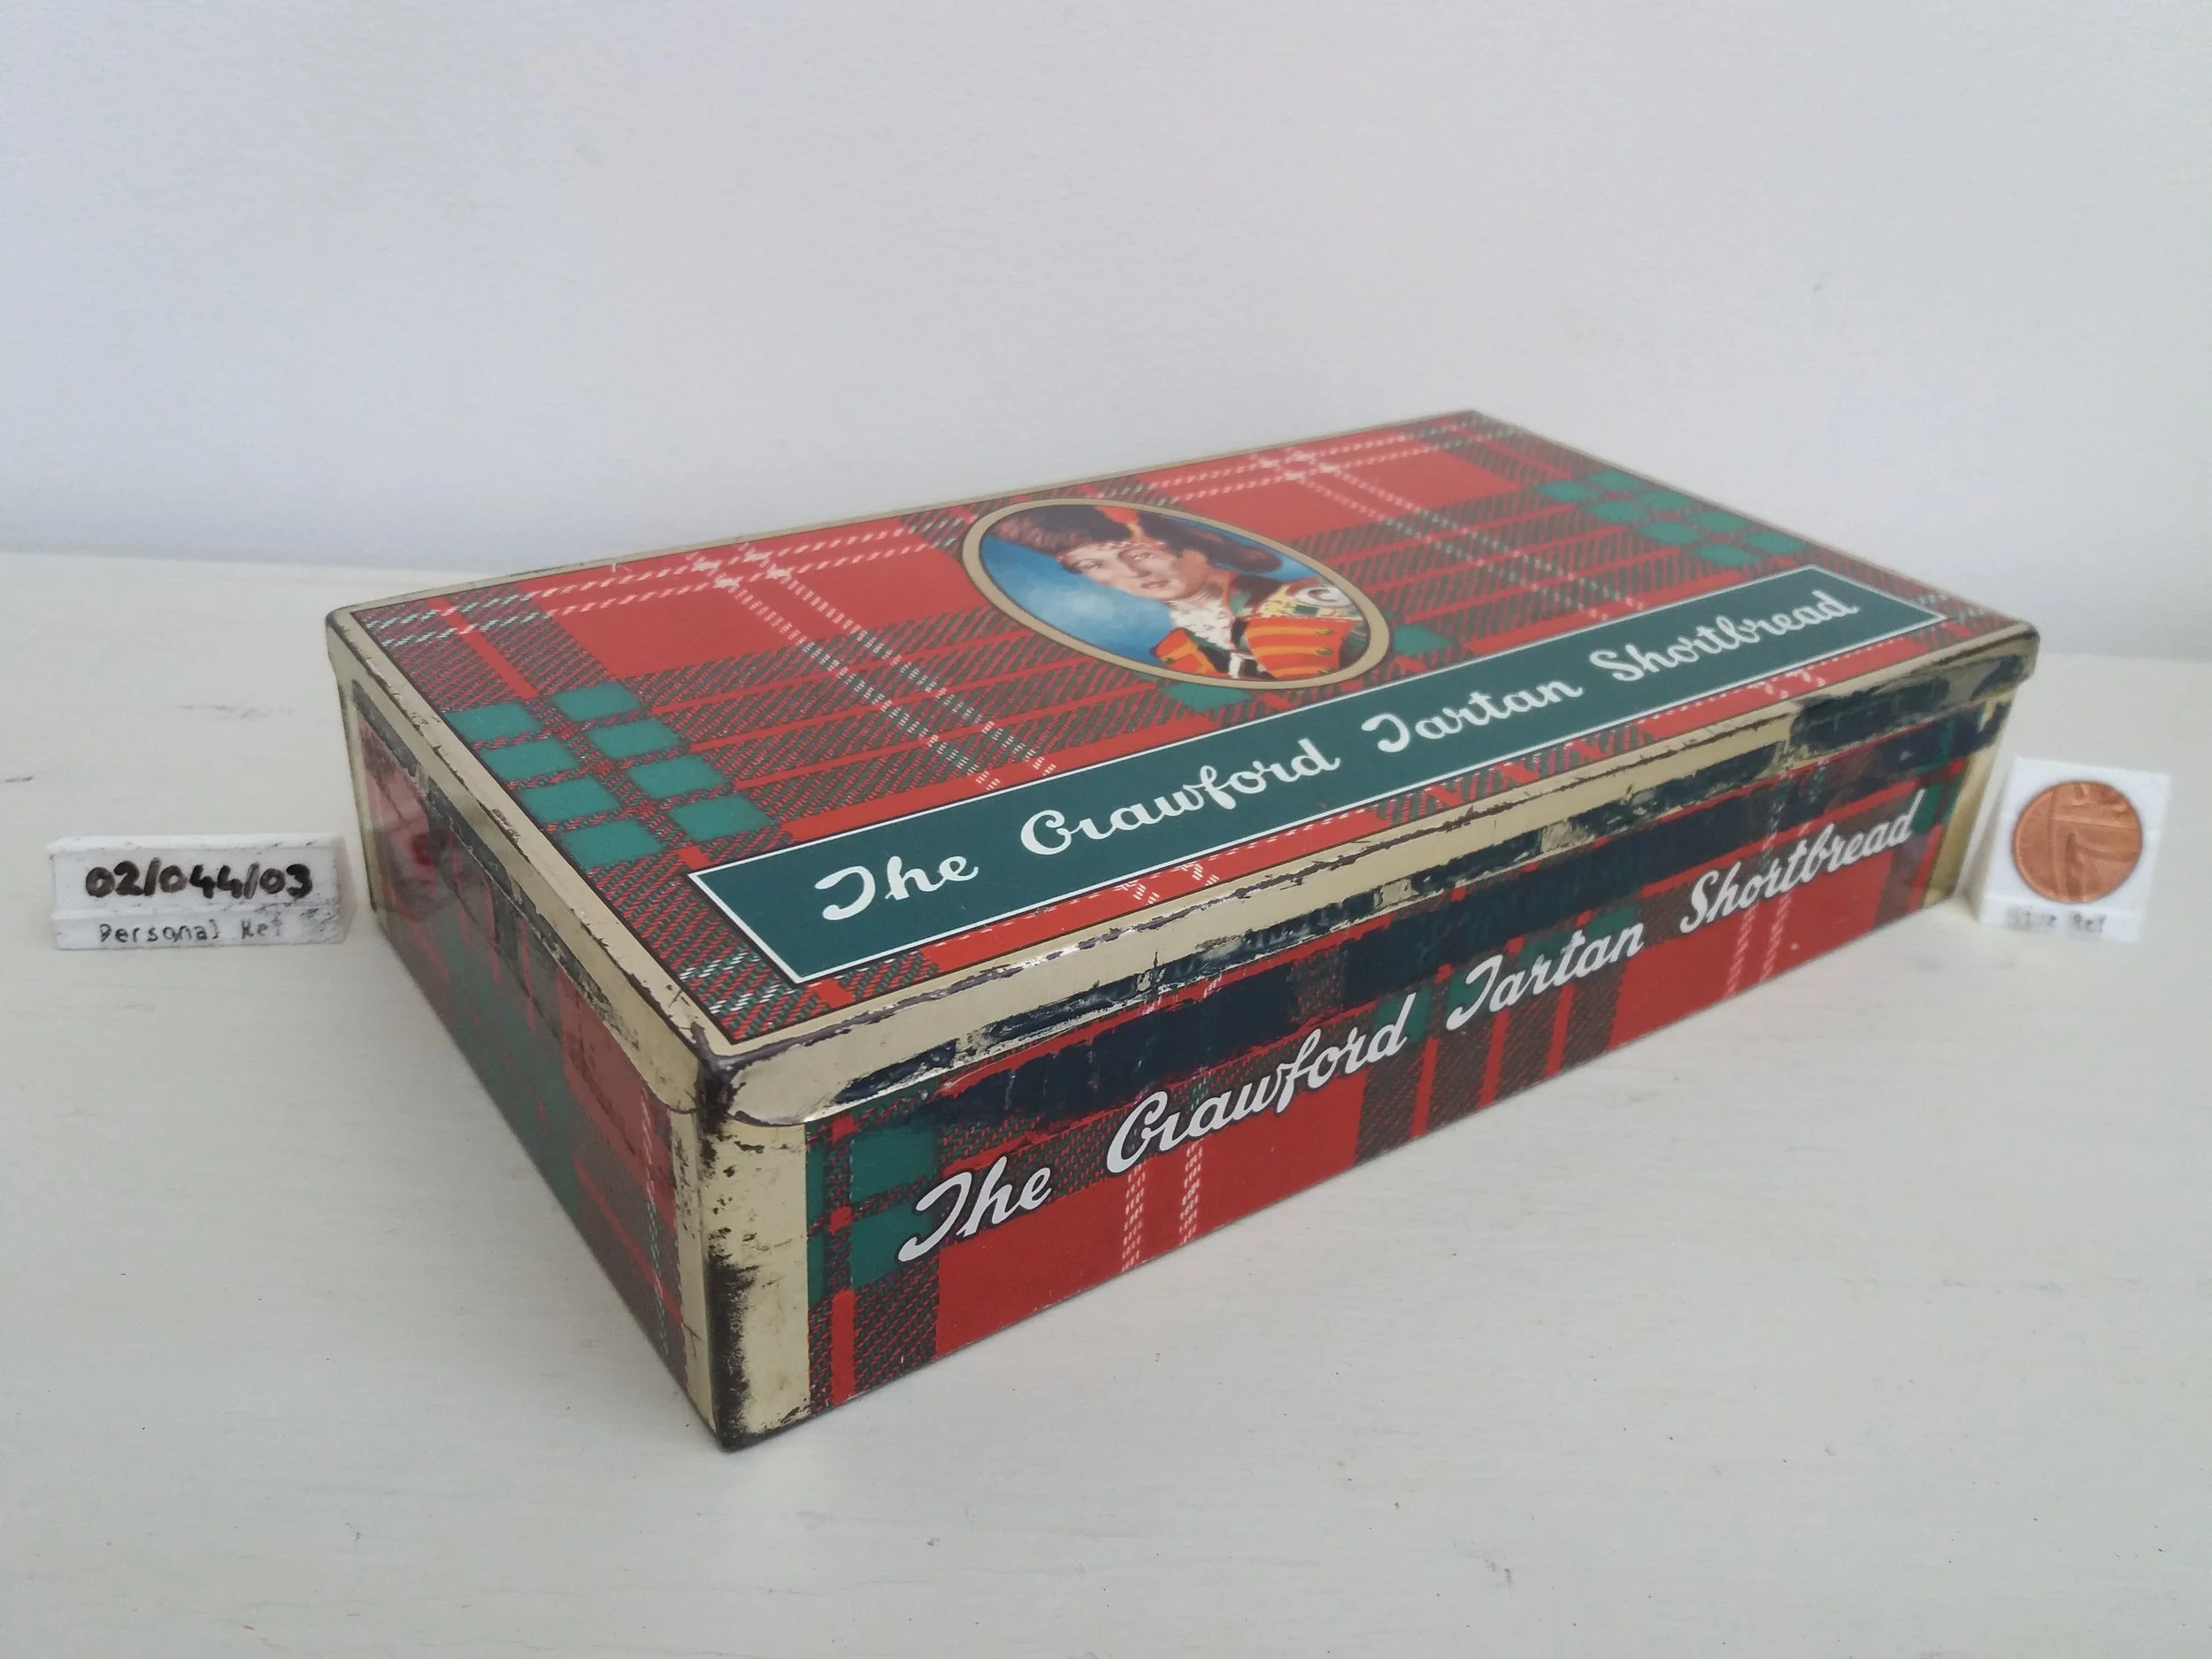 The Crawford Tartan Shortbread
The Crawford Tartan Shortbread
02/044/03
Personal Ref
Size Ref